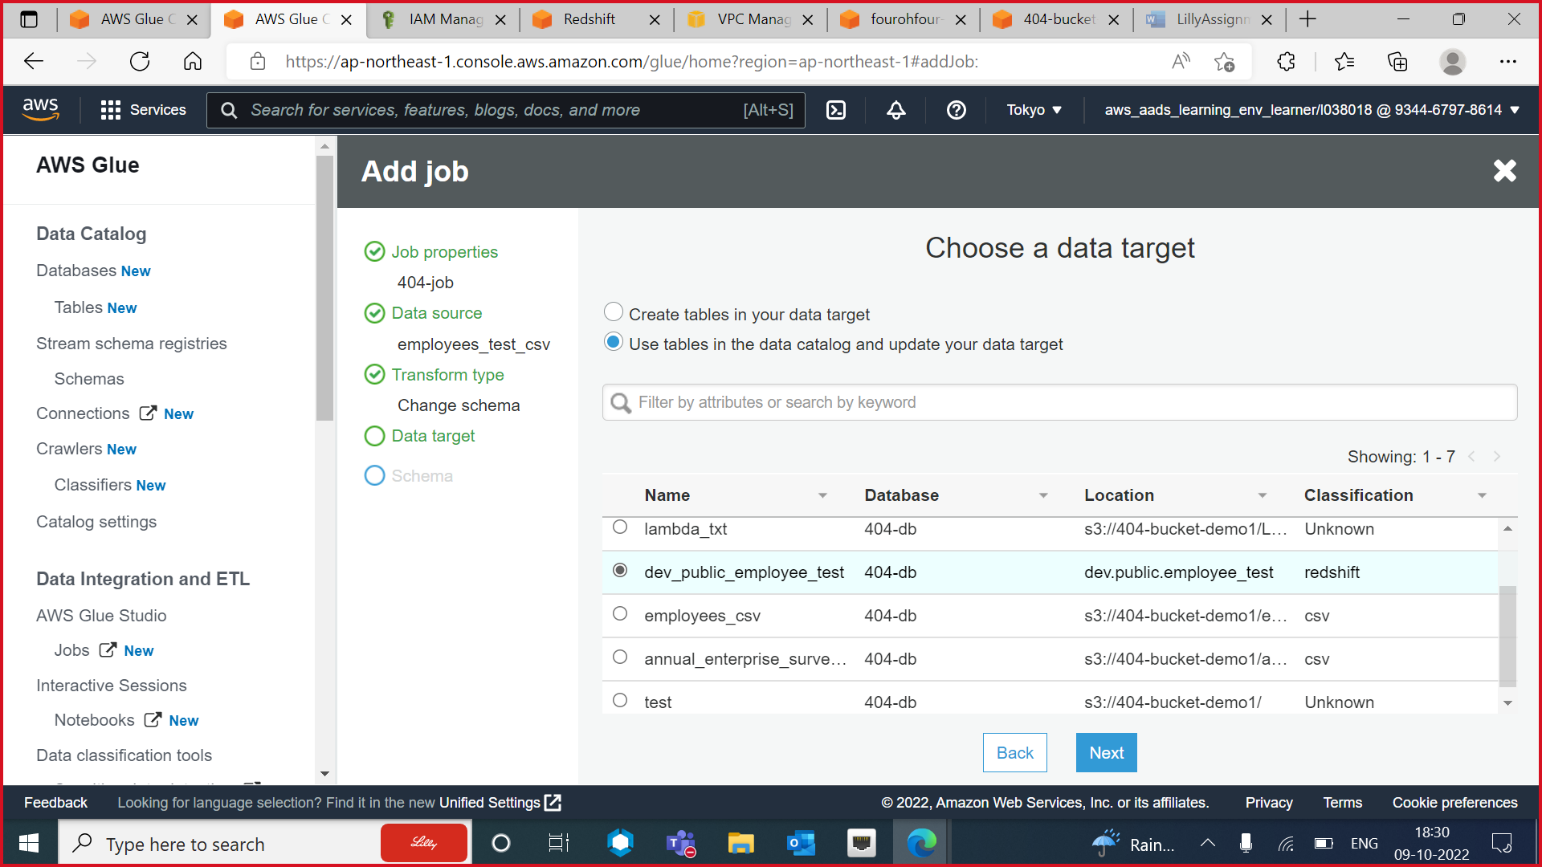 AWS Glue C
AWS Glue C
IAM Manag
Redshift
VPC Manag
fourohfour-
404-bucket
LillyAssignr
https://ap-northeast-1.console.aws.amazon.com/glue/home?region=ap-northeast-1#addJob:
aws
Services
Search for services, features, blogs, docs, and more
[Alt+S]
Tokyo
aws_aads_learning_env_learner/l038018 @ 9344-6797-8614
AWS Glue
Data Catalog
Databases New
Tables New
Stream schema registries
Schemas
Connections New
Crawlers New
Classifiers New
Catalog settings
Data Integration and ETL
AWS Glue Studio
Jobs New
Interactive Sessions
Notebooks New
Data classification tools
Add job
Job properties
404-job
Data source
employees_test_csv
Transform type
Change schema
Data target
Schema
Choose a data target
Create tables in your data target
Use tables in the data catalog and update your data target
Filter by attributes or search by keyword
Showing: 1 - 7
Name Database Location Classification
lambda_txt 404-db s3://404-bucket-demo1/L... Unknown
dev_public_employee_test 404-db dev.public.employee_test redshift
employees_csv 404-db s3://404-bucket-demo1/e... csv
annual_enterprise_surve... 404-db s3://404-bucket-demo1/a... csv
test 404-db s3://404-bucket-demo1/ Unknown
Back Next
Feedback Looking for language selection? Find it in the new Unified Settings © 2022, Amazon Web Services, Inc. or its affiliates. Privacy Terms Cookie preferences
Type here to search
Lilly
Rain...
ENG
18:30
09-10-2022